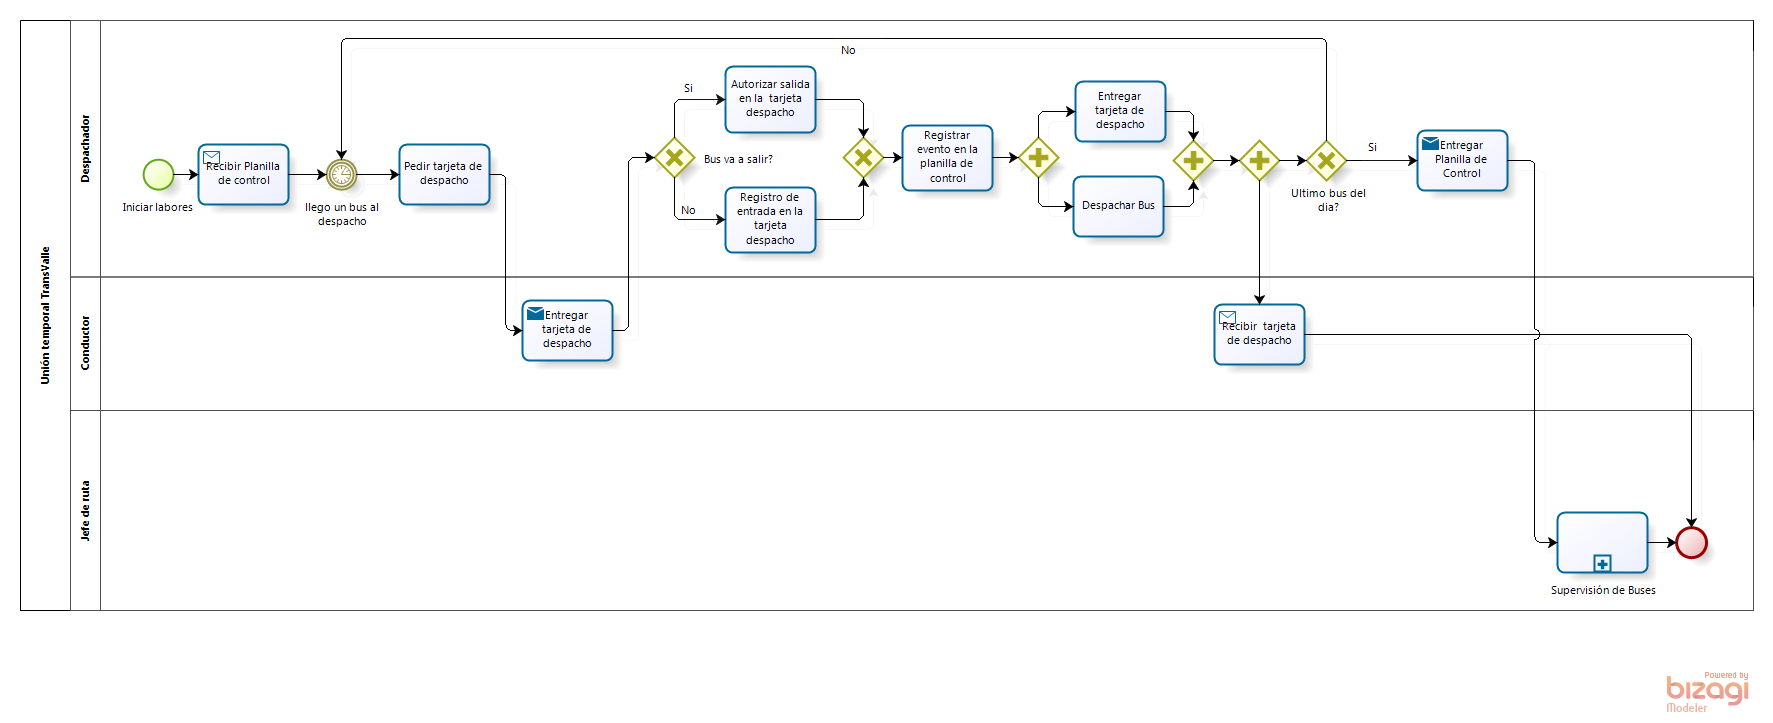 Unión temporal TransValle
Despachador
Iniciar labores
Recibir Planilla
de control
llego un bus al
despacho
Pedir tarjeta de
despacho
Si
Autorizar salida
en la tarjeta
despacho
Bus va a salir?
No
Registro de
entrada en la
tarjeta
despacho
Registrar
evento en la
planilla de
control
Entregar
tarjeta de
despacho
Despachar Bus
No
Ultimo bus del
dia?
Si
Entregar
Planilla de
Control
Conductor
Entregar
tarjeta de
despacho
Recibir tarjeta
de despacho
Jefe de ruta
Supervisión de Buses
Powered by
bizagi
Modeler